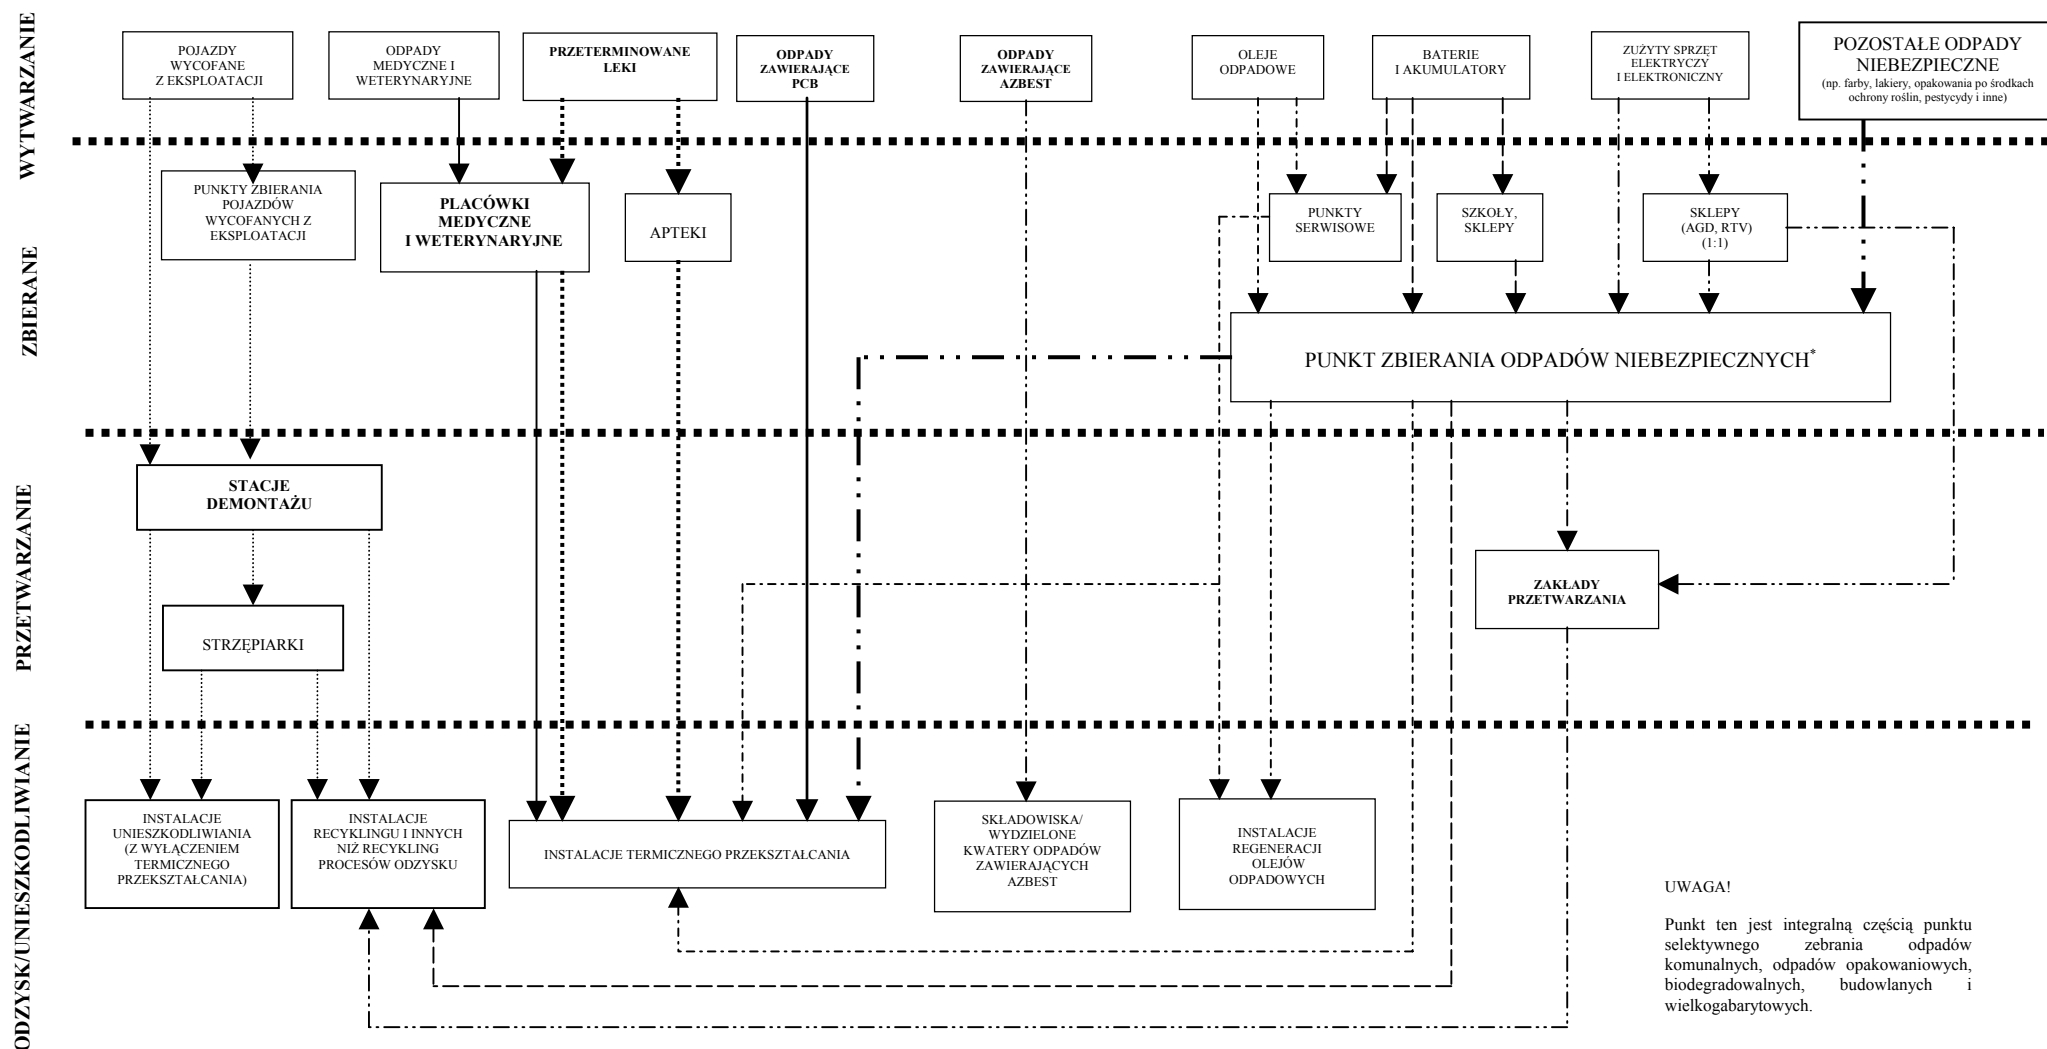 WYTWARZANIE
POJAZDY
WYCOFANE
Z EKSPLOATACJI
ODPADY
MEDYCZNE I
WETERYNARYJNE
PRZETERMINOWANE
LEKI
ODPADY
ZAWIERAJĄCE
PCB
ODPADY
ZAWIERAJĄCE
AZBEST
OLEJE
ODPADOWE
BATERIE
I AKUMULATORY
ZUŻYTY SPRZĘT
ELEKTRYCZY
I ELEKTRONICZNY
POZOSTAŁE ODPADY
NIEBEZPIECZNE
(np. farby, lakiery, opakowania po środkach
ochrony roślin, pestycydy i inne)
ZBIERANE
PUNKTY ZBIERANIA
POJAZDÓW
WYCOFANYCH Z
EKSPLOATACJI
PLACÓWKI
MEDYCZNE
I WETERYNARYJNE
APTEKI
PUNKTY
SERWISOWE
SZKOŁY,
SKLEPY
SKLEPY
(AGD, RTV)
(1:1)
PUNKT ZBIERANIA ODPADÓW NIEBEZPIECZNYCH*
PRZETWARZANIE
STACJE
DEMONTAŻU
STRZĘPIARKI
ZAKŁADY
PRZETWARZANIA
ODZYSK/UNIESZKODLIWIANIE
INSTALACJE
UNIESZKODLIWIANIA
(Z WYŁĄCZENIEM
TERMICZNEGO
PRZEKSZTAŁCANIA)
INSTALACJE
RECYKLINGU I INNYCH
NIŻ RECYKLING
PROCESÓW ODZYSKU
INSTALACJE TERMICZNEGO PRZEKSZTAŁCANIA
SKŁADOWISKA/
WYDZIELONE
KWATERY ODPADÓW
ZAWIERAJĄCYCH
AZBEST
INSTALACJE
REGENERACJI
OLEJÓW
ODPADOWYCH
UWAGA!
Punkt ten jest integralną częścią punktu
selektywnego zebrania odpadów
komunalnych, odpadów opakowaniowych,
biodegradowalnych, budowlanych i
wielkogabarytowych.